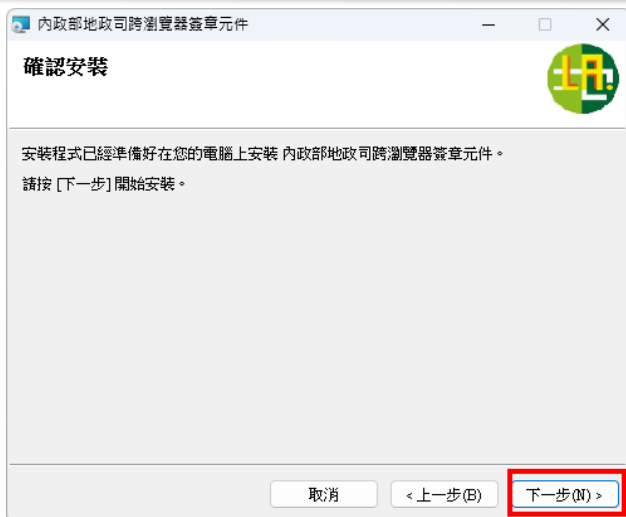 內政部地政司跨瀏覽器簽章元件
確認安裝
安裝程式已經準備好在您的電腦上安裝 內政部地政司跨瀏覽器簽章元件。
請按 [下一步] 開始安裝。
取消
<上一步(B)
下一步(N) >